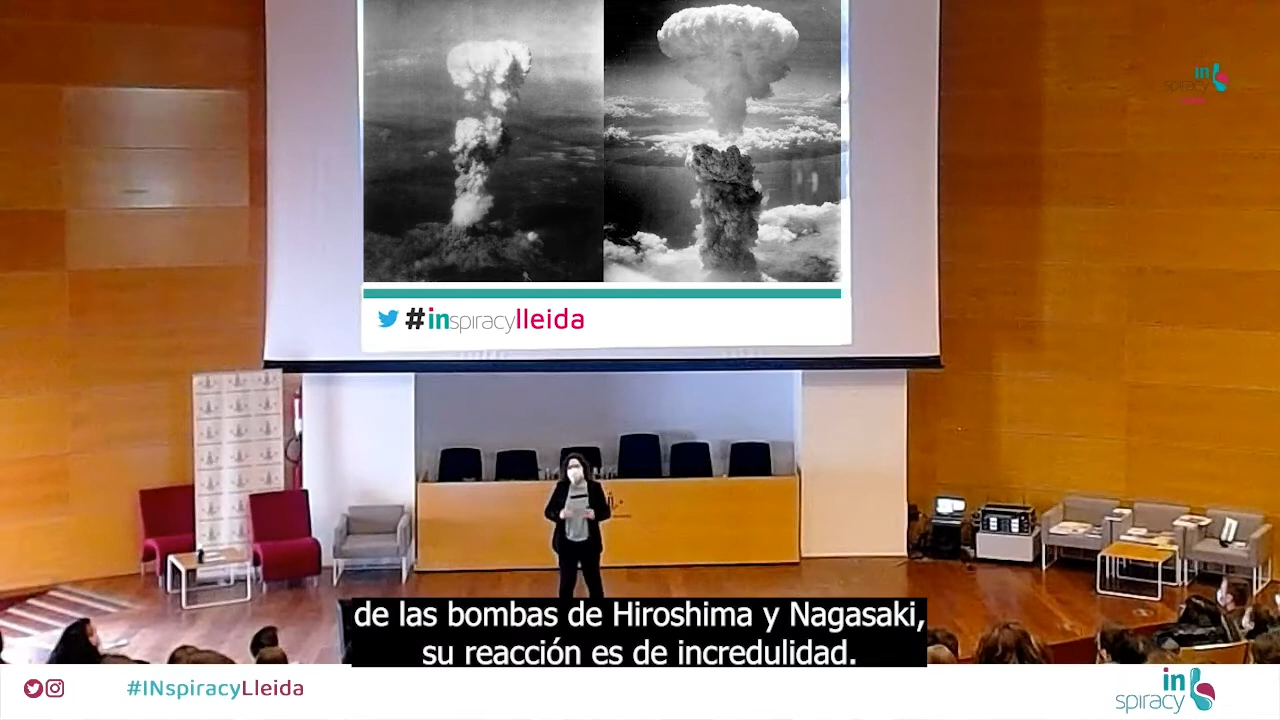 in
spiracy
#inspiracylleida
de las bombas de Hiroshima y Nagasaki,
su reacción es de incredulidad.
#INspiracyLleida
in
spiracy